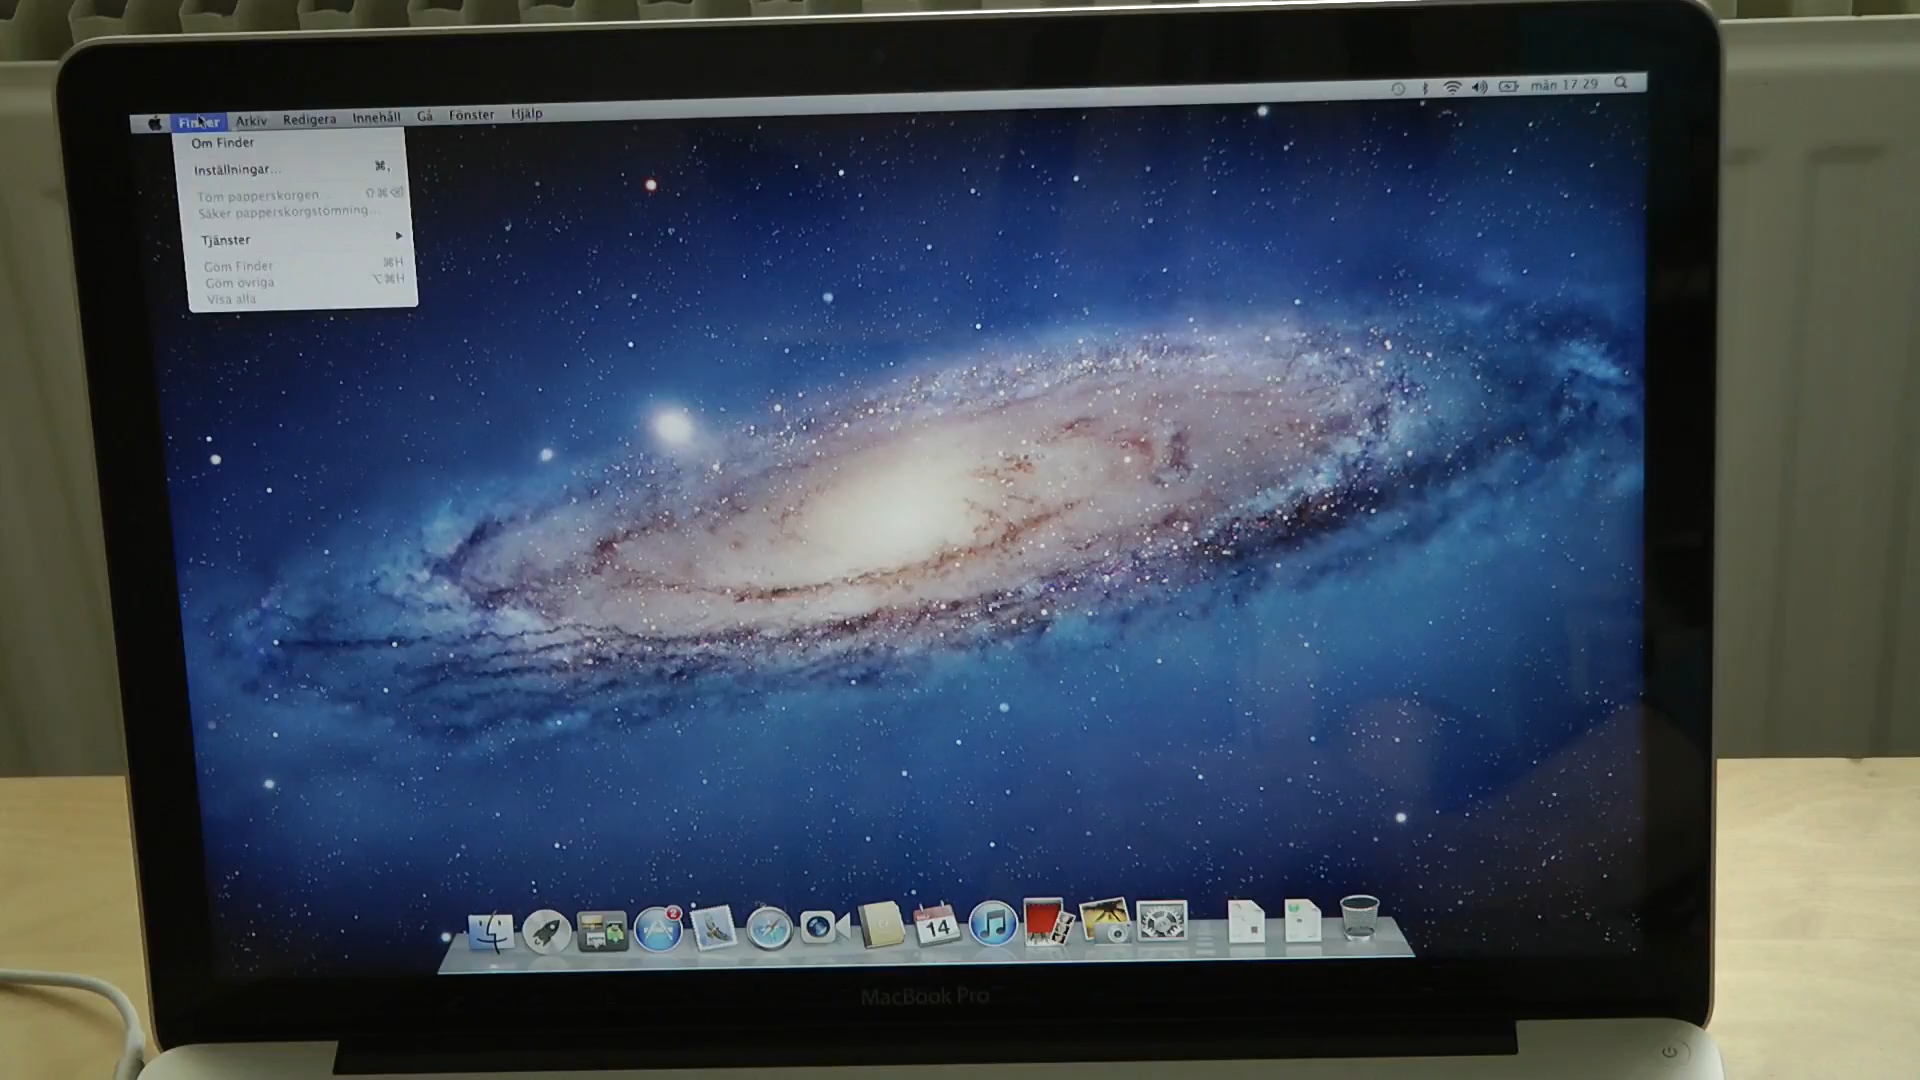 Finder Arkiv Redigera Innehåll Gå Fönster Hjälp
mån 17:29
Om Finder
Inställningar... ⌘,
Töm papperskorgen ⇧⌘⌫
Säker papperskorgstömning...
Tjänster ▶
Göm Finder ⌘H
Göm övriga ⌥⌘H
Visa alla
2
14
MacBook Pro